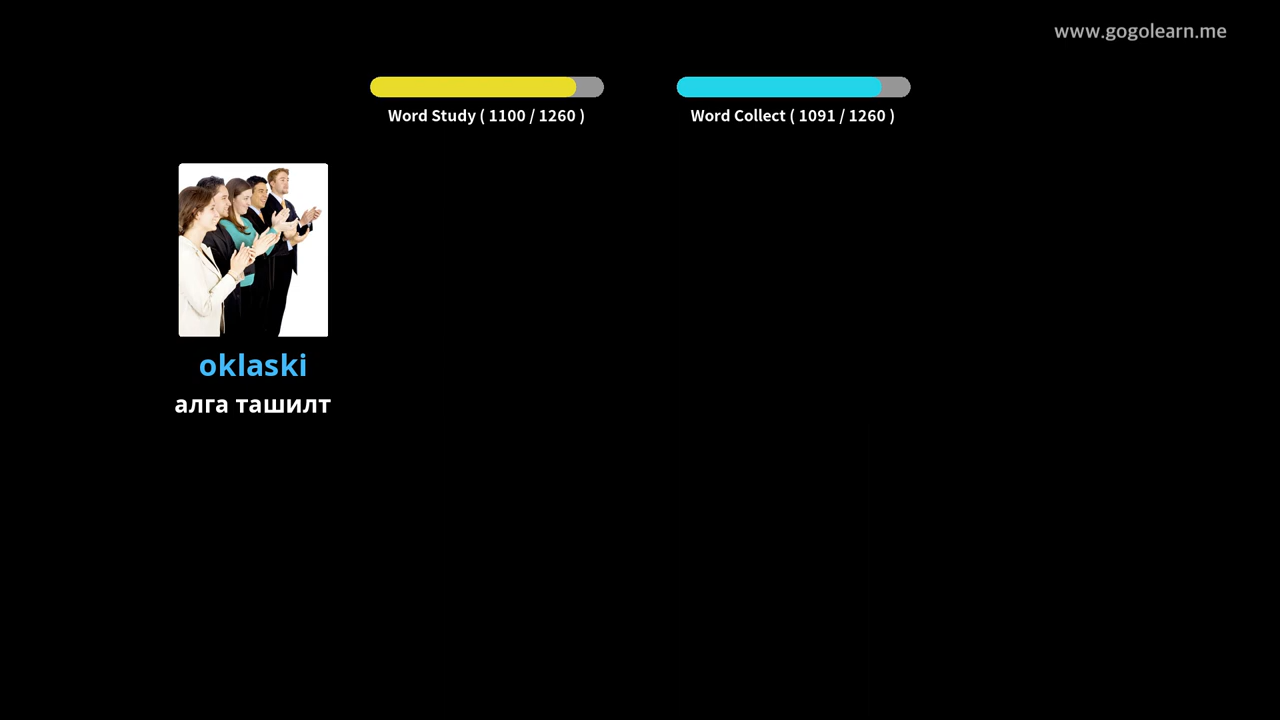 www.gogolearn.me
Word Study ( 1100 / 1260 )
Word Collect ( 1091 / 1260 )
oklaski
алга ташилт